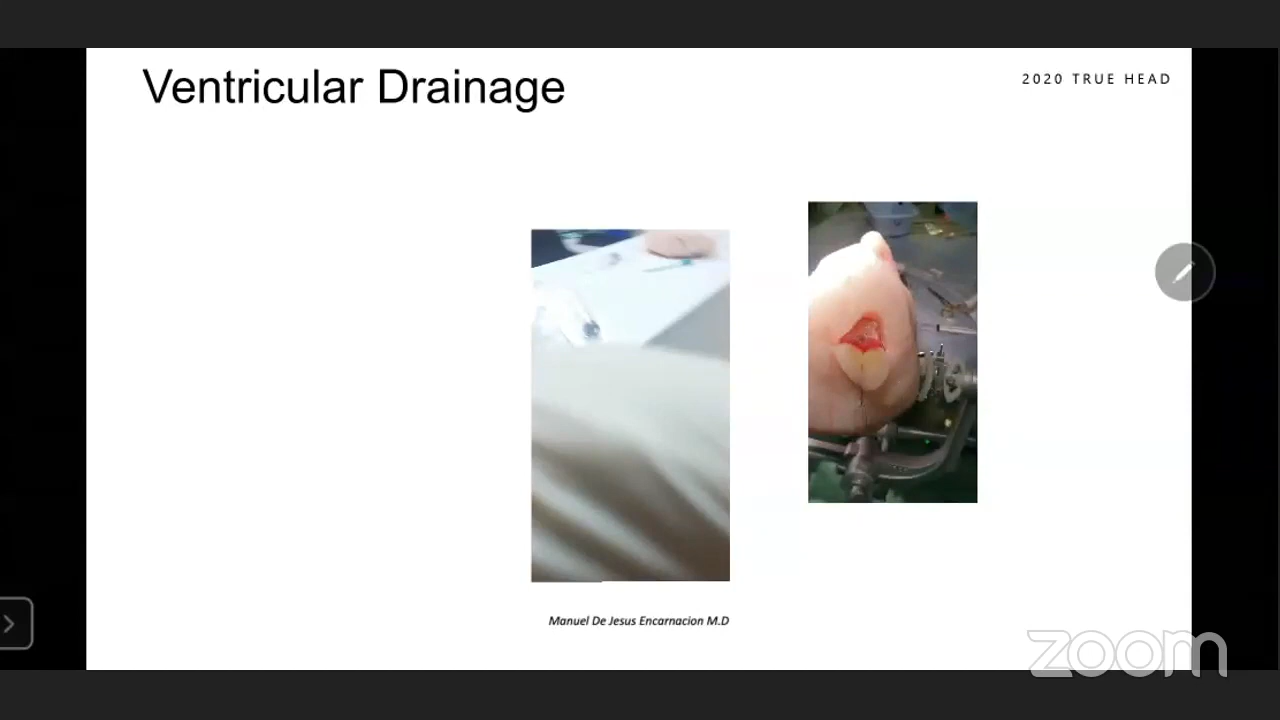 Ventricular Drainage
2020 TRUE HEAD
Manuel De Jesus Encarnacion M.D
zoom